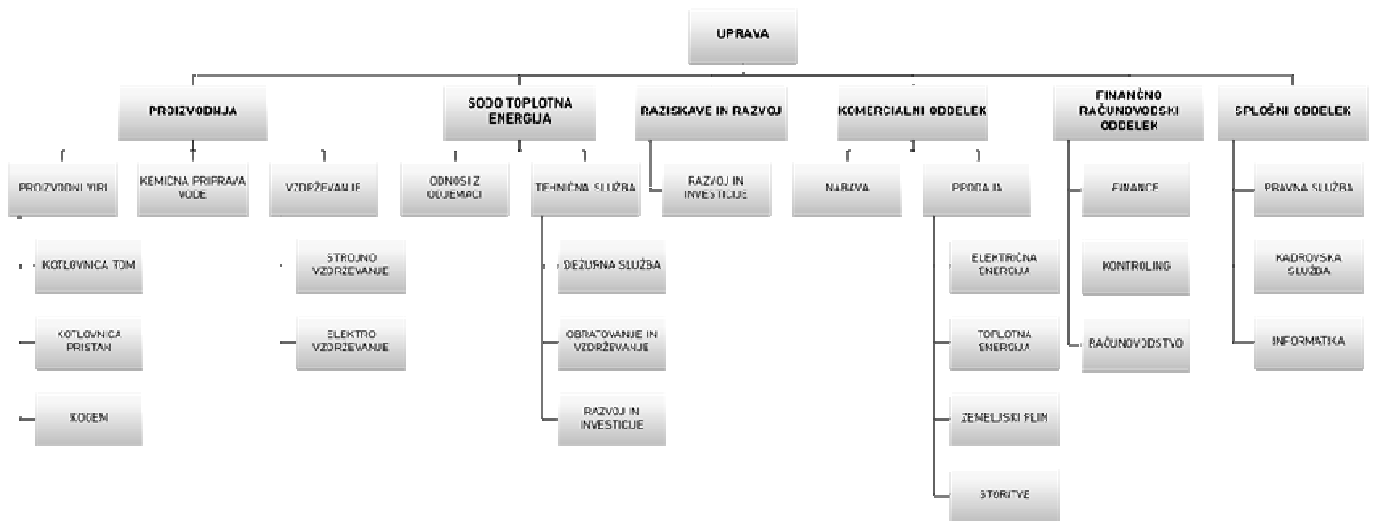 UPRAVA
PROIZVODNJA
SODO TOPLOTNA
ENERGIJA
RAZISKAVE IN RAZVOJ
KOMERCIALNI ODDELEK
FINANČNO
RAČUNOVODSKI
ODDELEK
SPLOŠNI ODDELEK
PROIZVODNI VIRI
KEMIČNA PRIPRAVA
VODE
VZDRŽEVANJE
ODNOSI Z
ODJEMALCI
TEHNIČNA SLUŽBA
RAZVOJ IN
INVESTICIJE
NABAVA
PRODAJA
FINANCE
PRAVNA SLUŽBA
KOTLOVNICA TOM
STROJNO
VZDRŽEVANJE
DEŽURNA SLUŽBA
ELEKTRIČNA
ENERGIJA
KONTROLING
KADROVSKA
SLUŽBA
KOTLOVNICA
PRISTAN
ELEKTRO
VZDRŽEVANJE
OBRATOVANJE IN
VZDRŽEVANJE
TOPLOTNA
ENERGIJA
RAČUNOVODSTVO
INFORMATIKA
KOGEM
RAZVOJ IN
INVESTICIJE
ZEMELJSKI PLIN
STORITVE